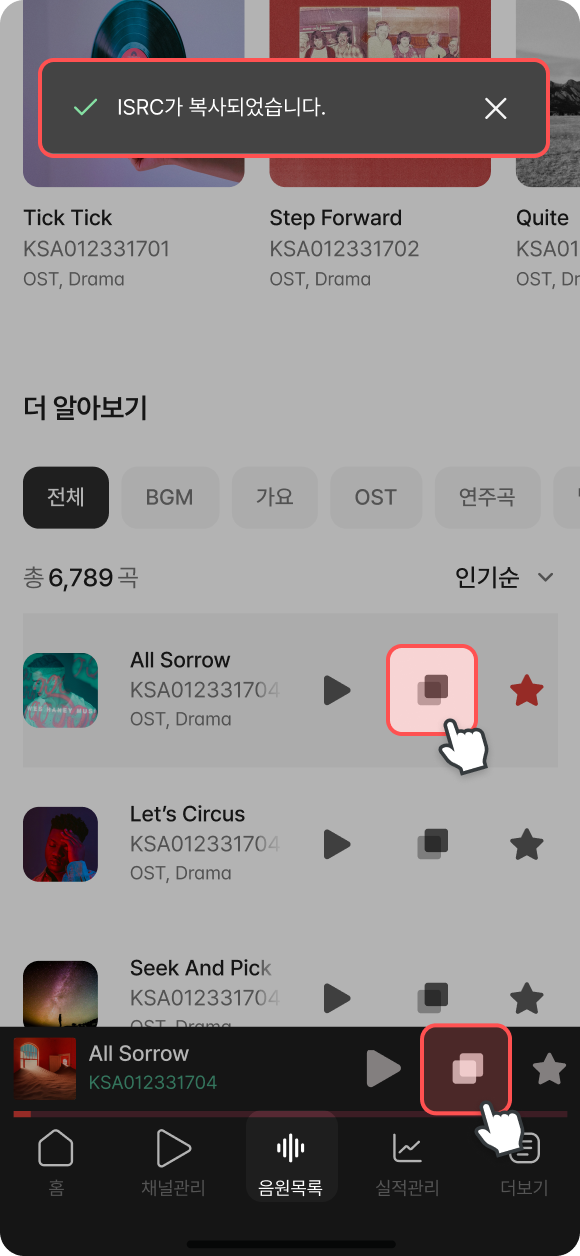 ISRC가 복사되었습니다.
Tick Tick
Step Forward
Quite
KSA012331701
KSA012331702
KSA01
OST, Drama
OST, Drama
OST, Dr
더 알아보기
전체
BGM
가요
OST
연주곡
총 6,789 곡
인기순
All Sorrow
KSA012331704
OST, Drama
Let's Circus
KSA012331704
OST, Drama
Seek And Pick
KSA012331704
OST, Drama
All Sorrow
KSA012331704
홈
채널관리
음원목록
실적관리
더보기